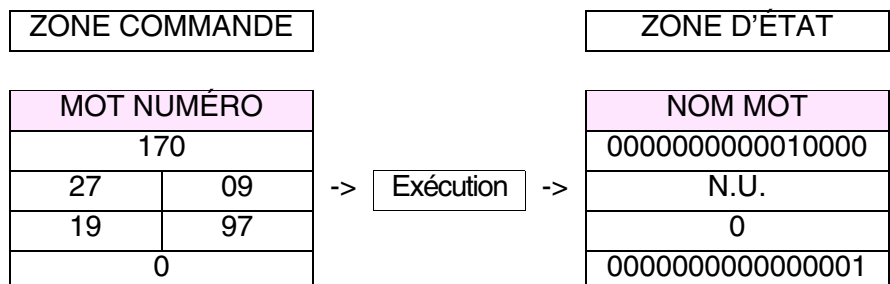 ZONE COMMANDE ZONE D'ÉTAT
MOT NUMÉRO NOM MOT
170 0000000000010000
27 09 -> Exécution -> N.U.
19 97 0
0 0000000000000001